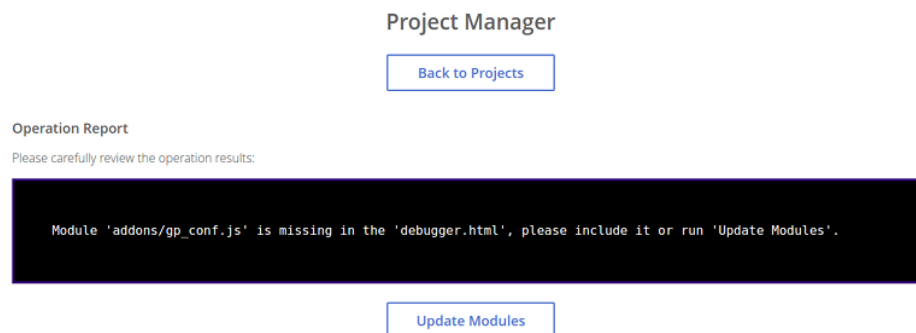 Project Manager
Back to Projects
Operation Report
Please carefully review the operation results:
Module 'addons/gp_conf.js' is missing in the 'debugger.html', please include it or run 'Update Modules'.
Update Modules